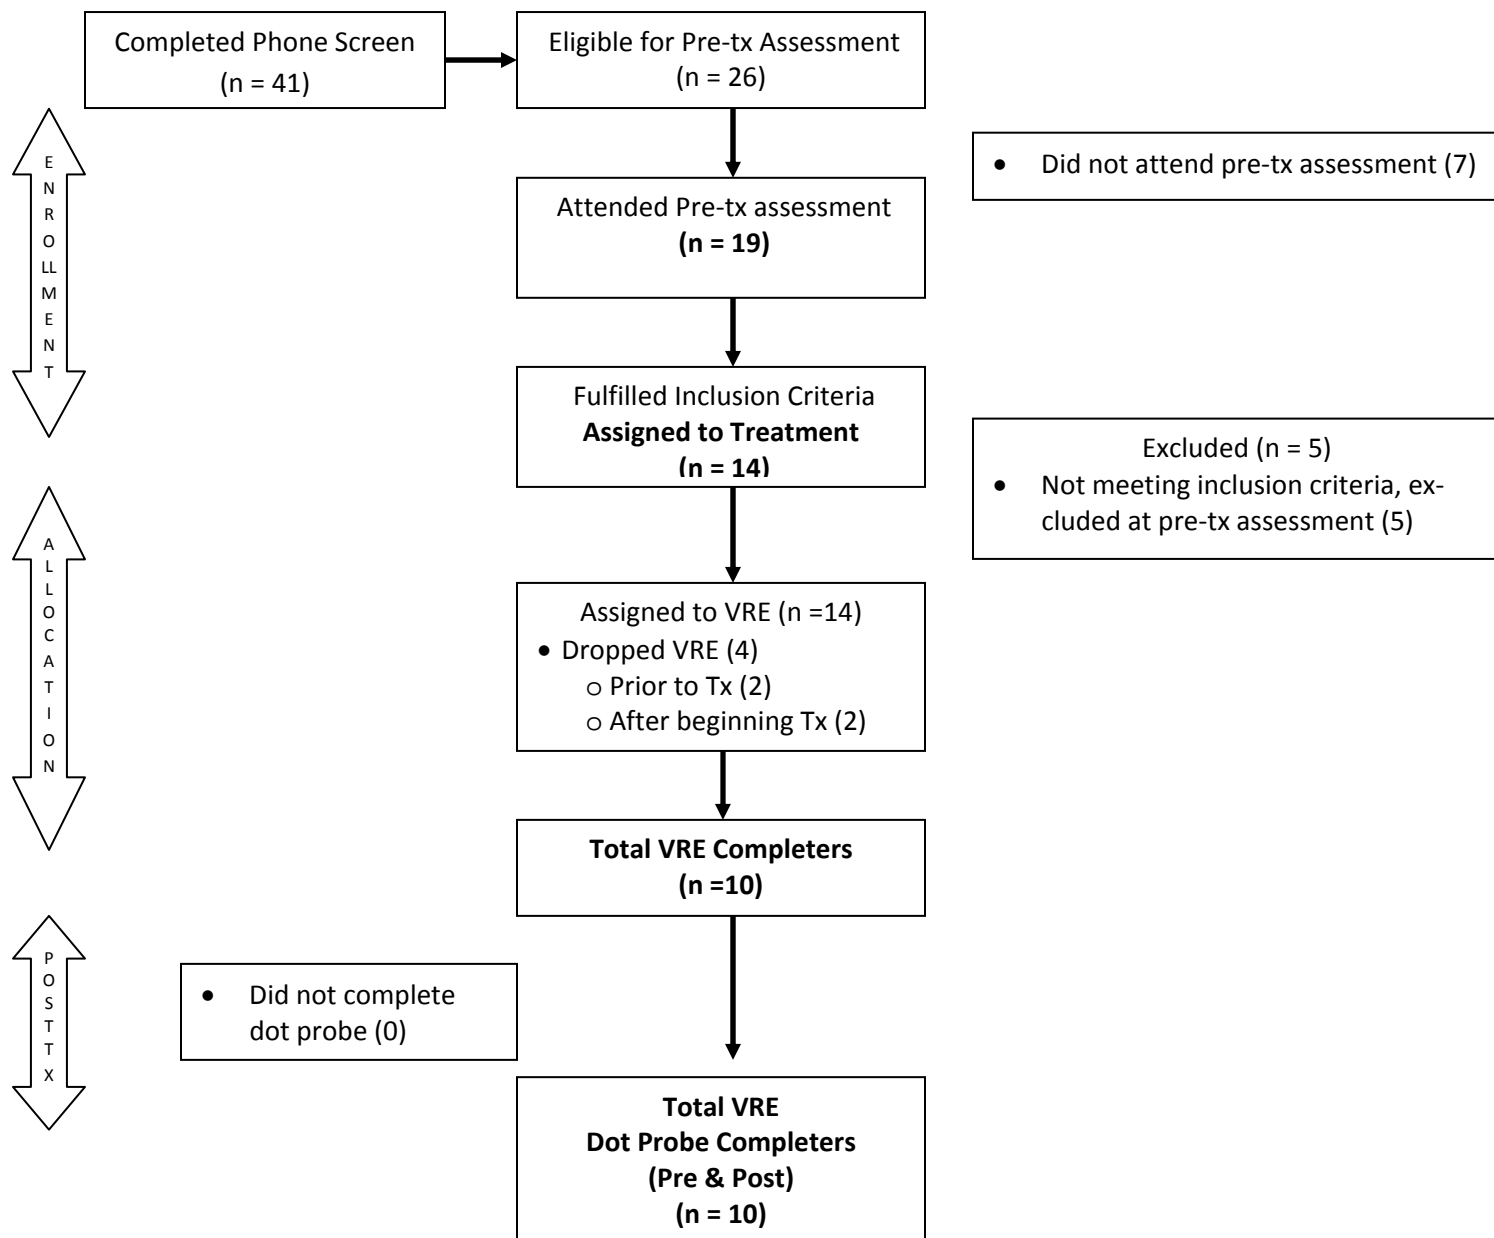 Completed Phone Screen
(n = 41)
Eligible for Pre-tx Assessment
(n = 26)
ENROLLMENT
• Did not attend pre-tx assessment (7)
Attended Pre-tx assessment
(n = 19)
Fulfilled Inclusion Criteria
Assigned to Treatment
(n = 14)
Excluded (n = 5)
• Not meeting inclusion criteria, ex-
cluded at pre-tx assessment (5)
ALLOCATION
Assigned to VRE (n =14)
• Dropped VRE (4)
o Prior to Tx (2)
o After beginning Tx (2)
Total VRE Completers
(n =10)
POSTTX
• Did not complete
dot probe (0)
Total VRE
Dot Probe Completers
(Pre & Post)
(n = 10)